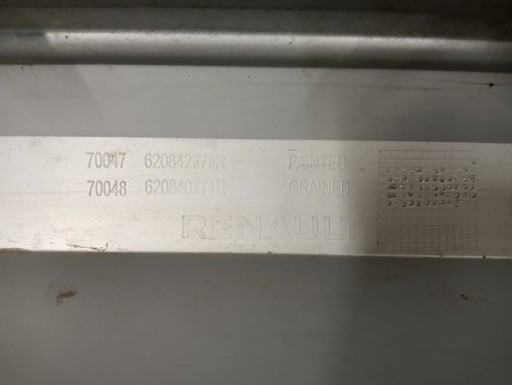 70047 620842375R PAINTED
70048 620840771R GRAINED
RENAULT